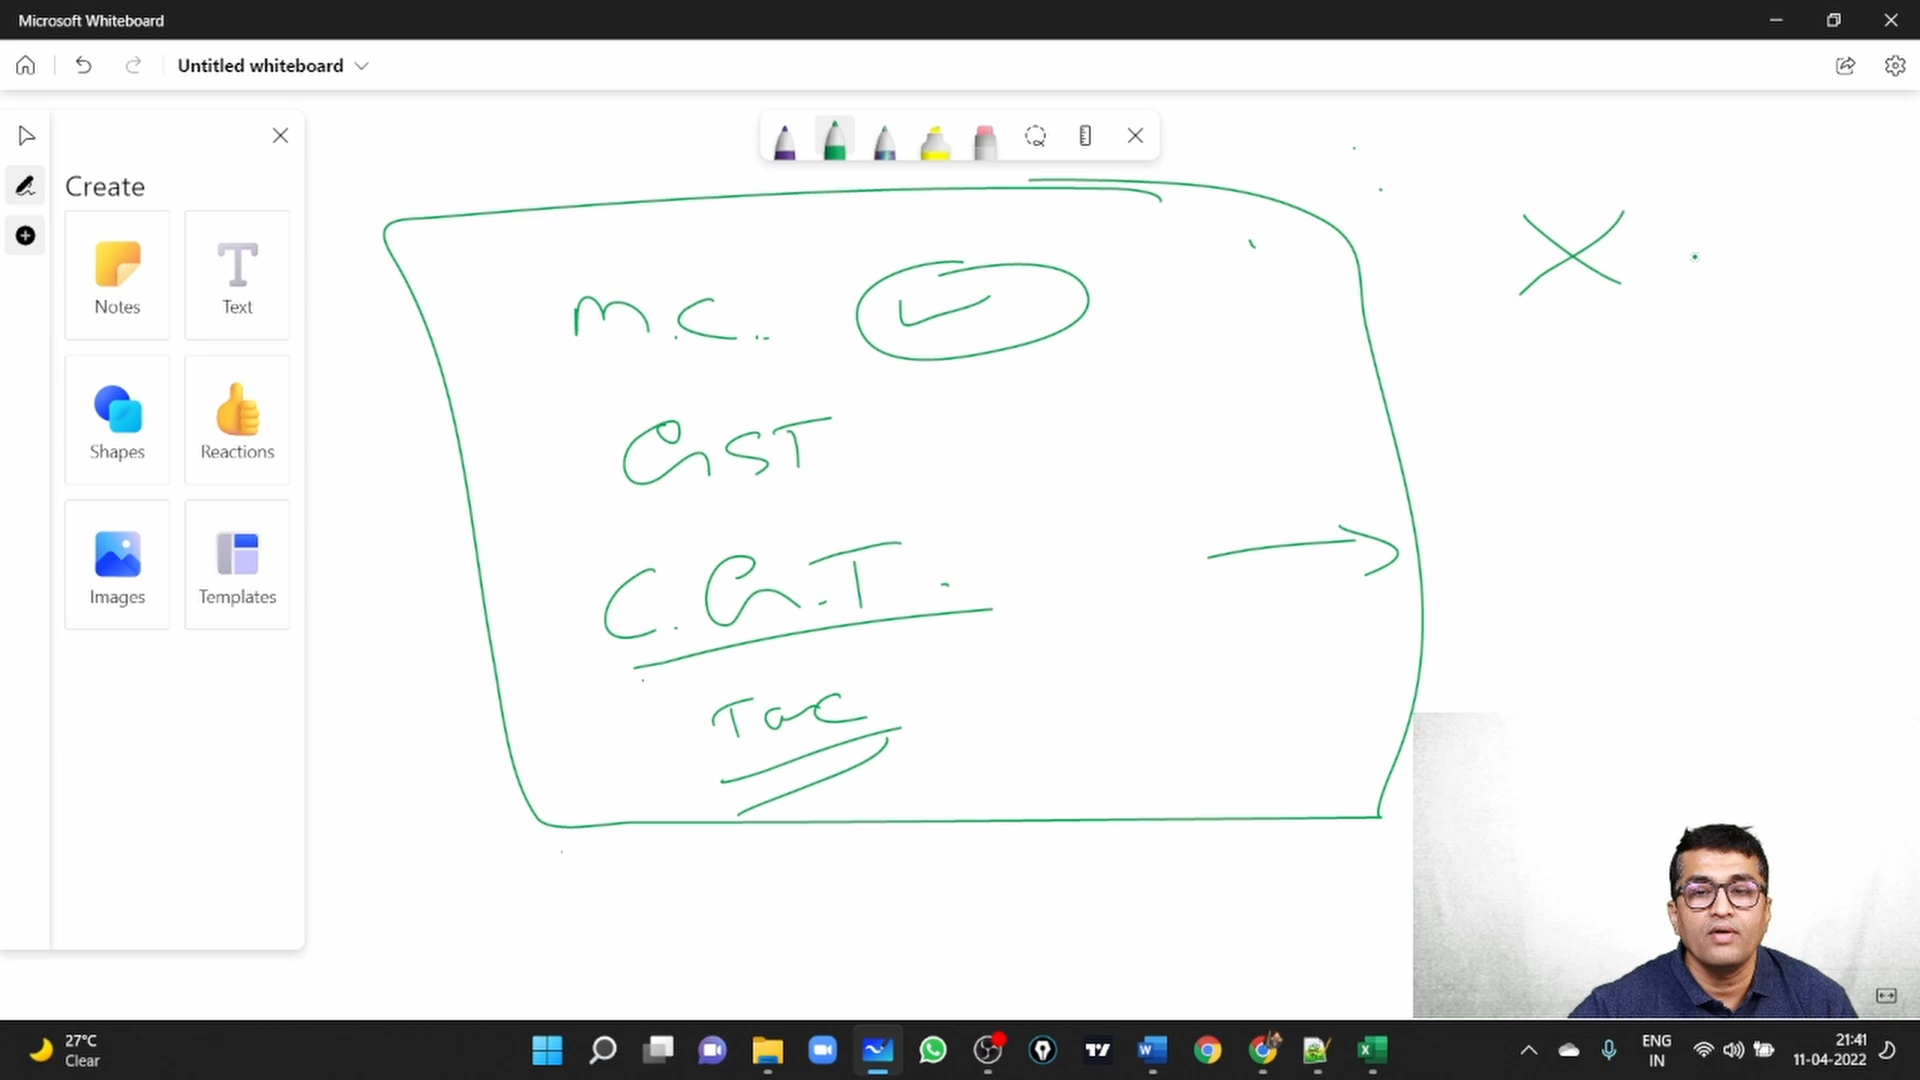 Microsoft Whiteboard
Untitled whiteboard
Create
Notes
Text
Shapes
Reactions
Images
Templates
M.C.
GST
C.G.T.
27°C
Clear
ENG
IN
21:41
11-04-2022